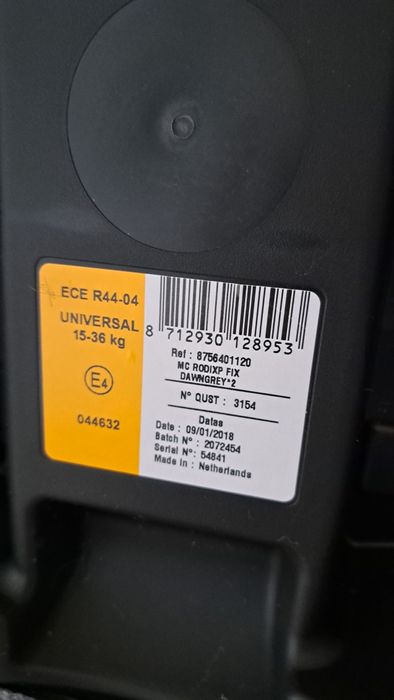 ECE R44-04
UNIVERSAL
15-36 kg
E4
044632
8 712930 128953
Ref : 8756401120
MC RODIXP FIX
DAWNGREY*2
N° QUST : 3154
Datas
Date : 09/01/2018
Batch N° : 2072454
Serial N° : 54841
Made in : Netherlands